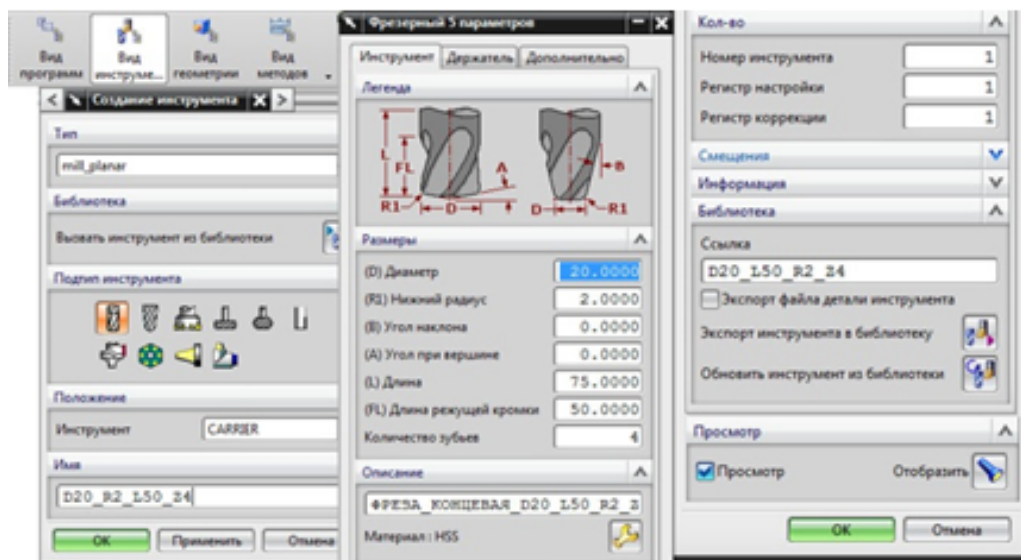 Вид программ
Вид инструме...
Вид геометрии
Вид методов
Создание инструмента
Тип
mill_planar
Библиотека
Вызвать инструмент из библиотеки
Подтип инструмента
Положение
Инструмент
CARRIER
Имя
D20_R2_L50_Z4
ОК
Применить
Отмена
Фрезерный 5 параметров
Инструмент
Держатель
Дополнительно
Легенда
L
FL
A
B
R1
D
D
R1
Размеры
(D) Диаметр
20.0000
(R1) Нижний радиус
2.0000
(B) Угол наклона
0.0000
(A) Угол при вершине
0.0000
(L) Длина
75.0000
(FL) Длина режущей кромки
50.0000
Количество зубьев
4
Описание
ФРЕЗА_КОНЦЕВАЯ_D20_L50_R2_Z
Материал : HSS
Кол-во
Номер инструмента
1
Регистр настройки
1
Регистр коррекции
1
Смещения
Информация
Библиотека
Ссылка
D20_L50_R2_Z4
Экспорт файла детали инструмента
Экспорт инструмента в библиотеку
Обновить инструмент из библиотеки
Просмотр
Просмотр
Отобразить
ОК
Отмена